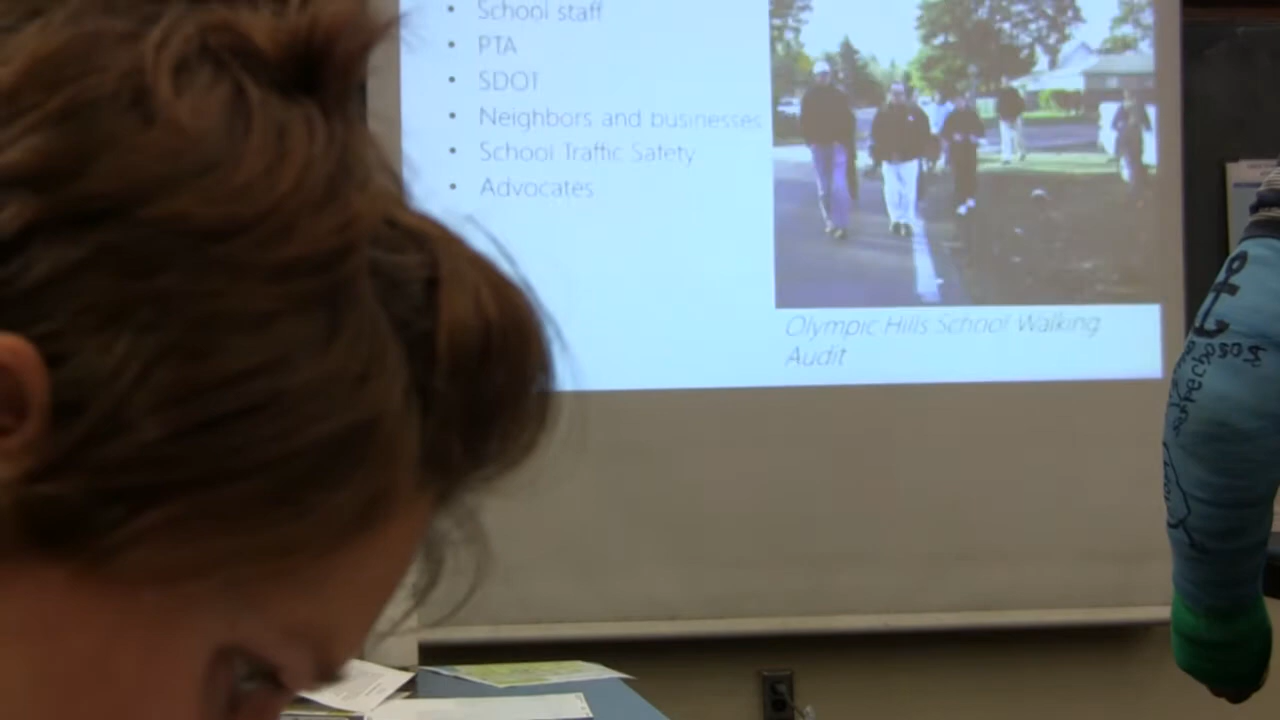 • School staff
• PTA
• SDOT
• Neighbors and businesses
• School Traffic Safety
• Advocates
Olympic Hills School Walking
Audit